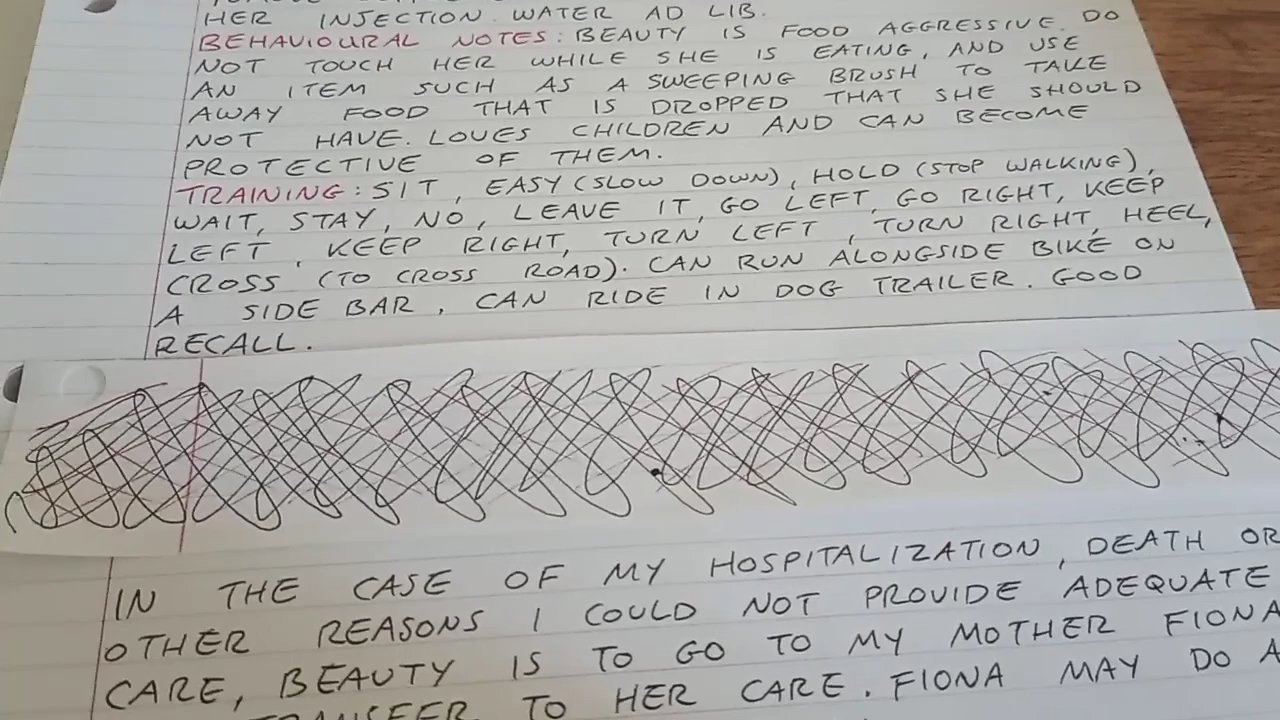 HER INJECTION. WATER AD LIB.
BEHAVIOURAL NOTES: BEAUTY IS FOOD AGGRESSIVE. DO
NOT TOUCH HER WHILE SHE IS EATING, AND USE
AN ITEM SUCH AS A SWEEPING BRUSH TO TAKE
AWAY FOOD THAT IS DROPPED THAT SHE SHOULD
NOT HAVE. LOVES CHILDREN AND CAN BECOME
PROTECTIVE OF THEM.
TRAINING: SIT, EASY (SLOW DOWN), HOLD (STOP WALKING),
WAIT, STAY, NO, LEAVE IT, GO LEFT, GO RIGHT, KEEP
LEFT, KEEP RIGHT, TURN LEFT, TURN RIGHT, HEEL,
CROSS (TO CROSS ROAD). CAN RUN ALONGSIDE BIKE ON
A SIDE BAR, CAN RIDE IN DOG TRAILER. GOOD
RECALL.
IN THE CASE OF MY HOSPITALIZATION, DEATH OR
OTHER REASONS I COULD NOT PROVIDE ADEQUATE
CARE, BEAUTY IS TO GO TO MY MOTHER FIONA
TRANSFER TO HER CARE. FIONA MAY DO A